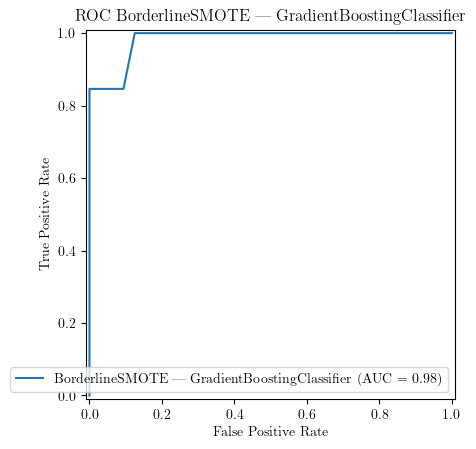 ROC BorderlineSMOTE — GradientBoostingClassifier
1.0
0.8
0.6
0.4
0.2
0.0
True Positive Rate
BorderlineSMOTE — GradientBoostingClassifier (AUC = 0.98)
0.0 0.2 0.4 0.6 0.8 1.0
False Positive Rate